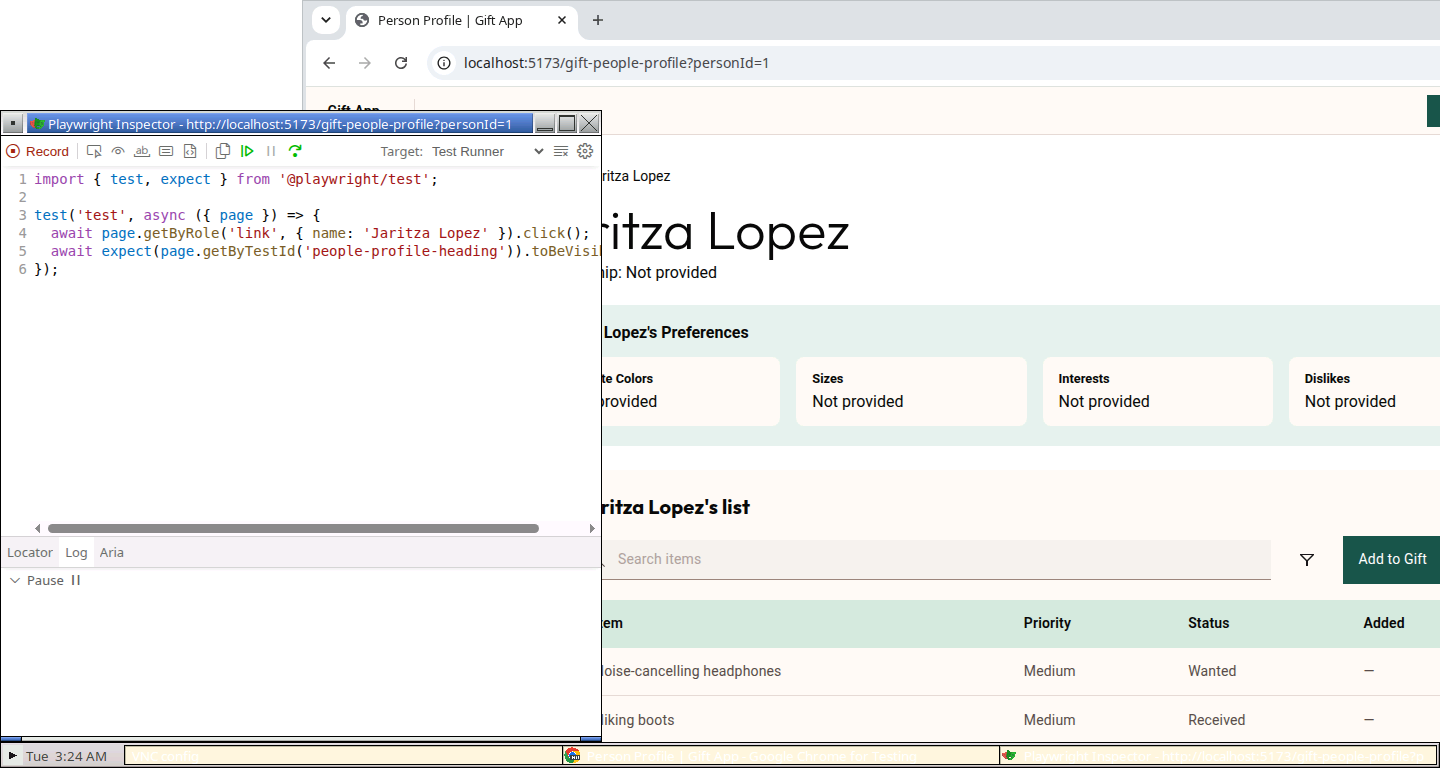 Person Profile | Gift App
localhost:5173/gift-people-profile?personId=1
Gift App
Playwright Inspector - http://localhost:5173/gift-people-profile?personId=1
Record
Target: Test Runner
1 import { test, expect } from '@playwright/test';
2
3 test('test', async ({ page }) => {
4 await page.getByRole('link', { name: 'Jaritza Lopez' }).click();
5 await expect(page.getByTestId('people-profile-heading')).toBeVisi
6 });
Locator Log Aria
Pause
ritza Lopez
ritza Lopez
hip: Not provided
Lopez's Preferences
te Colors
rovided
Sizes
Not provided
Interests
Not provided
Dislikes
Not provided
ritza Lopez's list
Search items
Add to Gift
tem Priority Status Added
loise-cancelling headphones Medium Wanted —
liking boots Medium Received —
Tue 3:24 AM